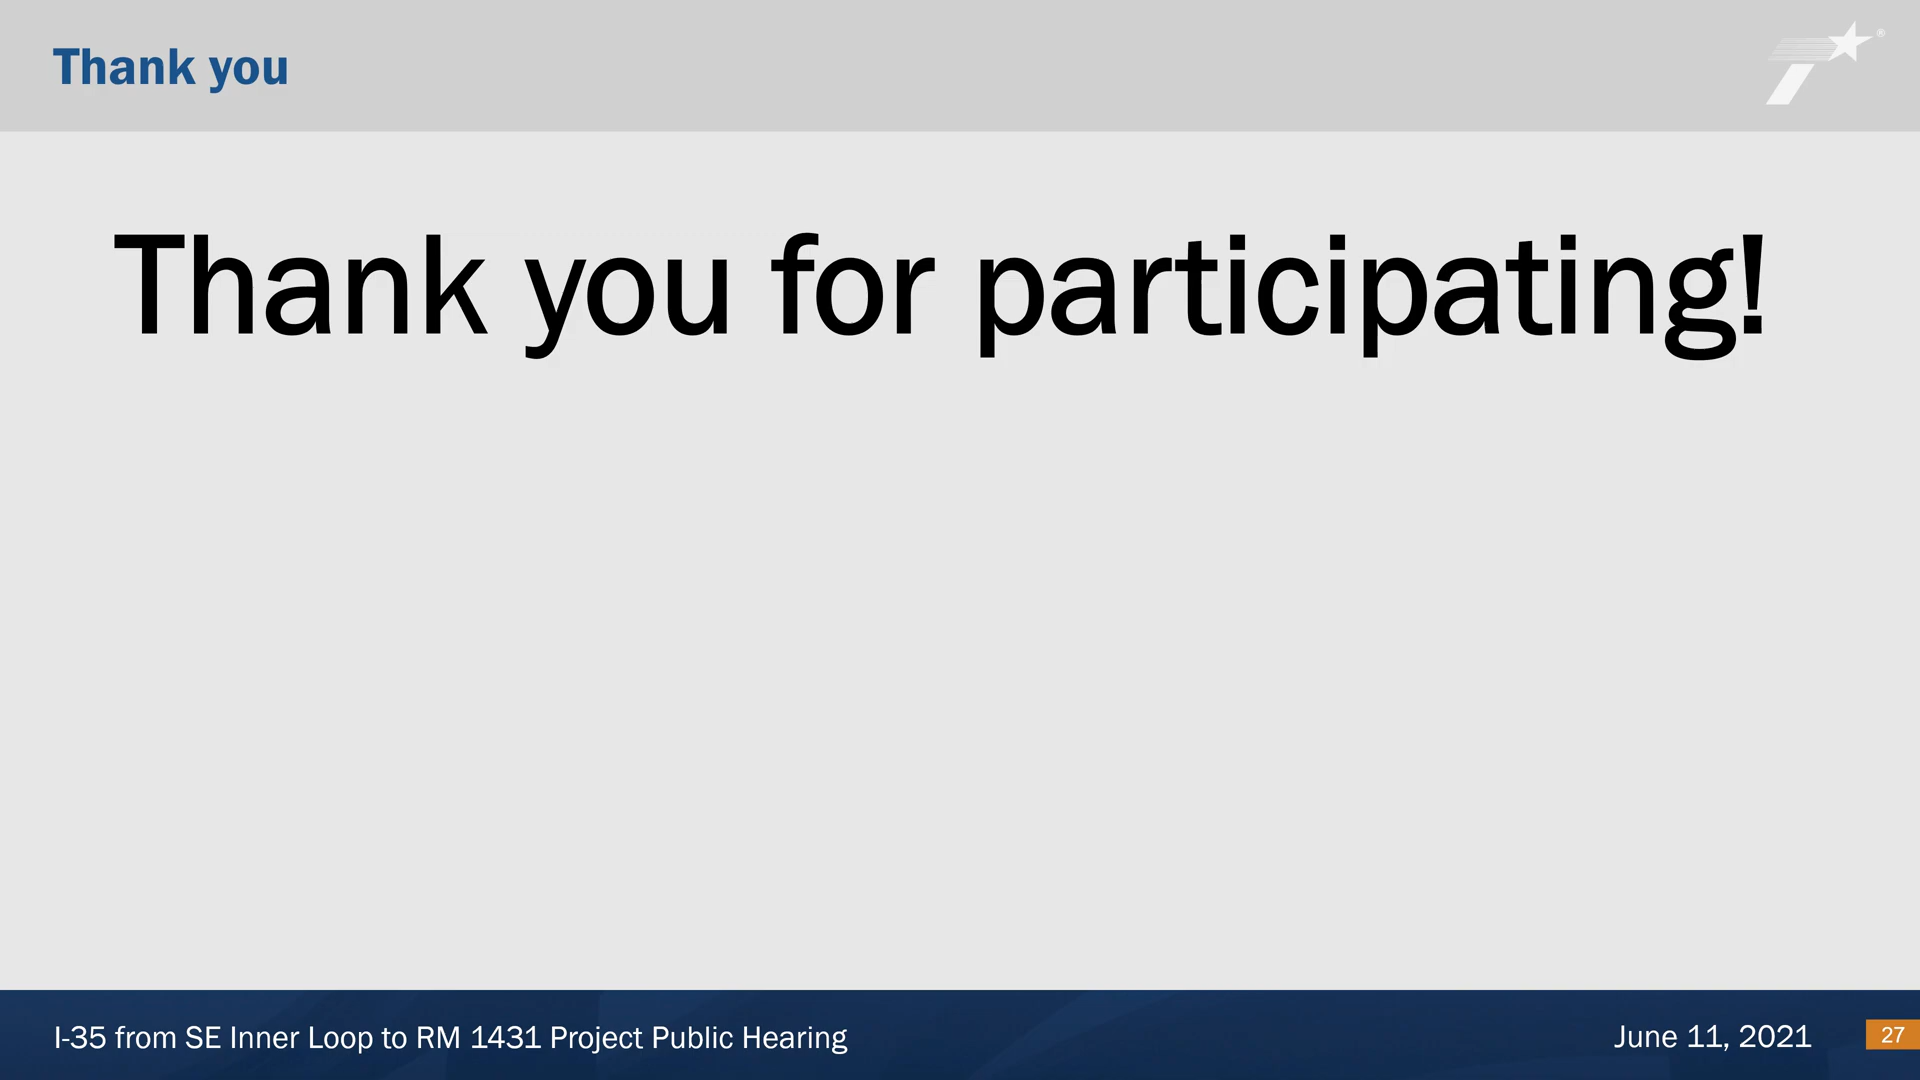 Thank you
®
Thank you for participating!
I-35 from SE Inner Loop to RM 1431 Project Public Hearing
June 11, 2021
27